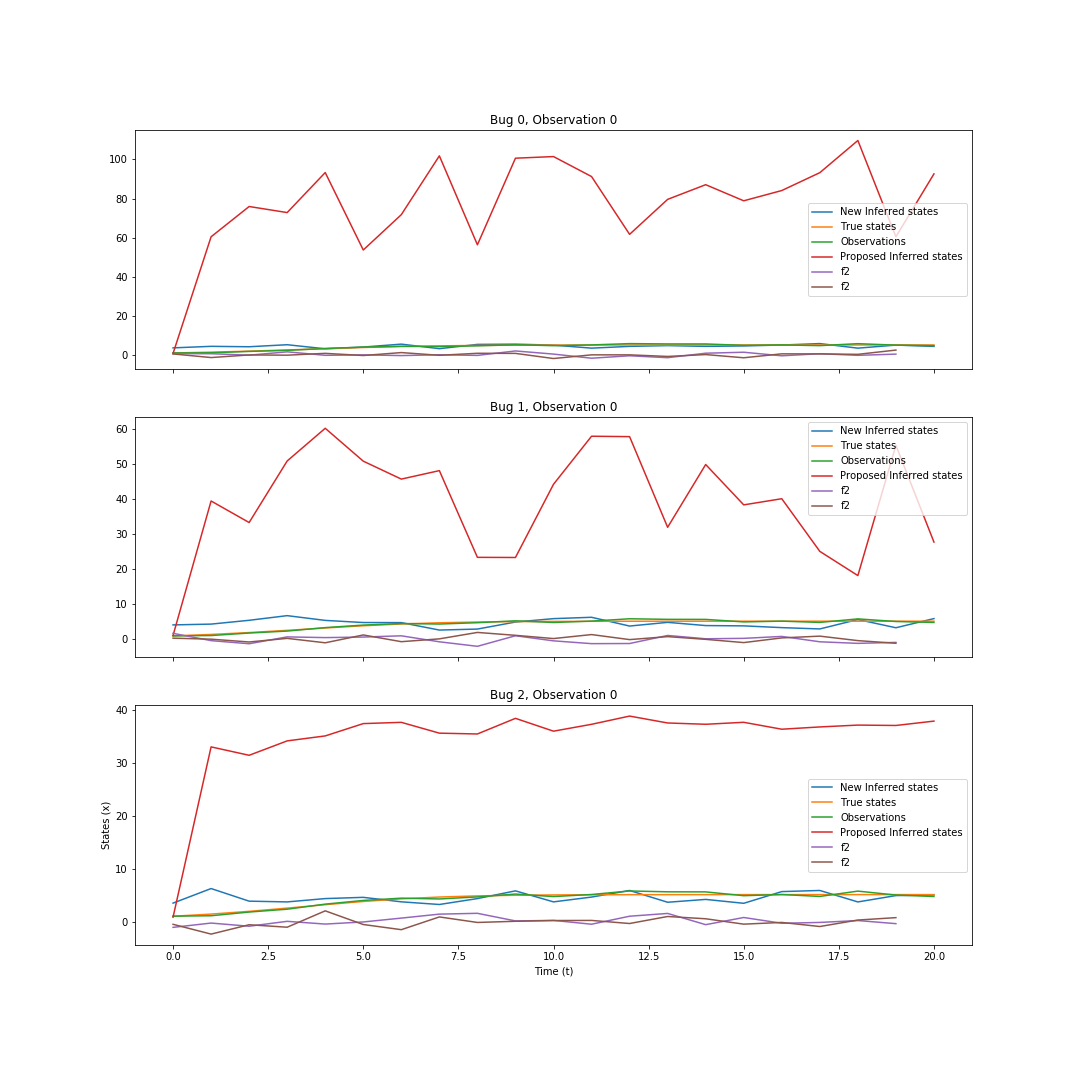 Bug 0, Observation 0
100
80
60
40
20
0
New Inferred states
True states
Observations
Proposed Inferred states
f2
f2
Bug 1, Observation 0
60
50
40
30
20
10
0
New Inferred states
True states
Observations
Proposed Inferred states
f2
f2
Bug 2, Observation 0
40
30
20
10
0
States (x)
New Inferred states
True states
Observations
Proposed Inferred states
f2
f2
0.0 2.5 5.0 7.5 10.0 12.5 15.0 17.5 20.0
Time (t)